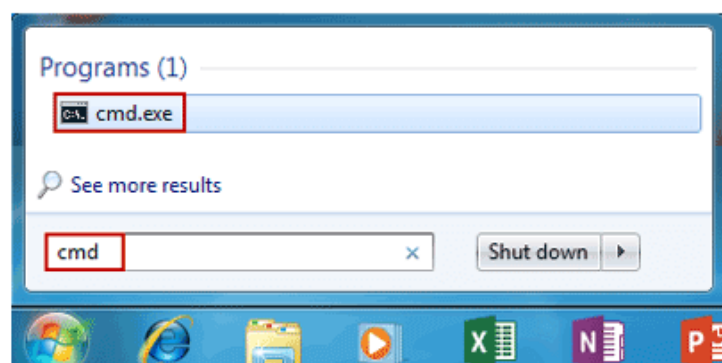 Programs (1)
C:\. cmd.exe
See more results
cmd × Shut down
X N P